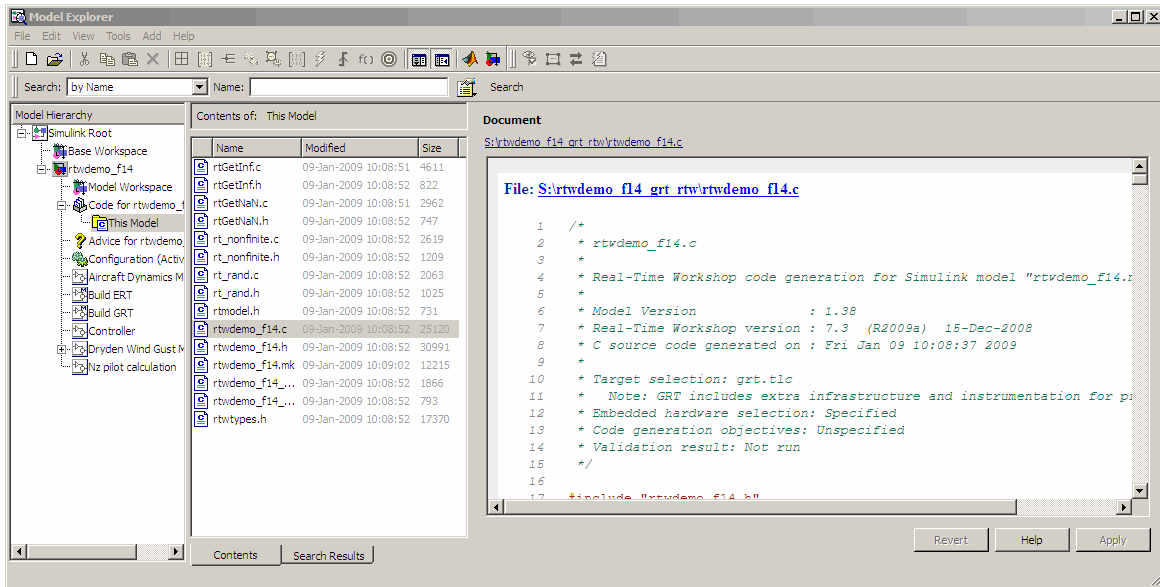 Model Explorer
File Edit View Tools Add Help
Search: by Name Name: Search
Model Hierarchy
Simulink Root
Base Workspace
rtwdemo_f14
Model Workspace
Code for rtwdemo_f
This Model
Advice for rtwdemo_
Configuration (Activ
Aircraft Dynamics M
Build ERT
Build GRT
Controller
Dryden Wind Gust M
Nz pilot calculation
Contents of: This Model
Name Modified Size
rtGetInf.c 09-Jan-2009 10:08:51 4611
rtGetInf.h 09-Jan-2009 10:08:52 822
rtGetNaN.c 09-Jan-2009 10:08:51 2962
rtGetNaN.h 09-Jan-2009 10:08:52 747
rt_nonfinite.c 09-Jan-2009 10:08:52 2619
rt_nonfinite.h 09-Jan-2009 10:08:52 1209
rt_rand.c 09-Jan-2009 10:08:52 2063
rt_rand.h 09-Jan-2009 10:08:52 1025
rtmodel.h 09-Jan-2009 10:08:52 731
rtwdemo_f14.c 09-Jan-2009 10:08:52 25120
rtwdemo_f14.h 09-Jan-2009 10:08:52 30991
rtwdemo_f14.mk 09-Jan-2009 10:09:02 12215
rtwdemo_f14_... 09-Jan-2009 10:08:52 1866
rtwdemo_f14_... 09-Jan-2009 10:08:52 793
rtwtypes.h 09-Jan-2009 10:08:52 17370
Contents Search Results
Document
S:\rtwdemo_f14_grt_rtw\rtwdemo_f14.c
File: S:\rtwdemo_f14_grt_rtw\rtwdemo_f14.c
1 /*
2 * rtwdemo_f14.c
3 *
4 * Real-Time Workshop code generation for Simulink model "rtwdemo_f14.m
5 *
6 * Model Version : 1.38
7 * Real-Time Workshop version : 7.3 (R2009a) 15-Dec-2008
8 * C source code generated on : Fri Jan 09 10:08:37 2009
9 *
10 * Target selection: grt.tlc
11 * Note: GRT includes extra infrastructure and instrumentation for pr
12 * Embedded hardware selection: Specified
13 * Code generation objectives: Unspecified
14 * Validation result: Not run
15 */
16
17 #include "rtwdemo_f14.h"
Revert Help Apply